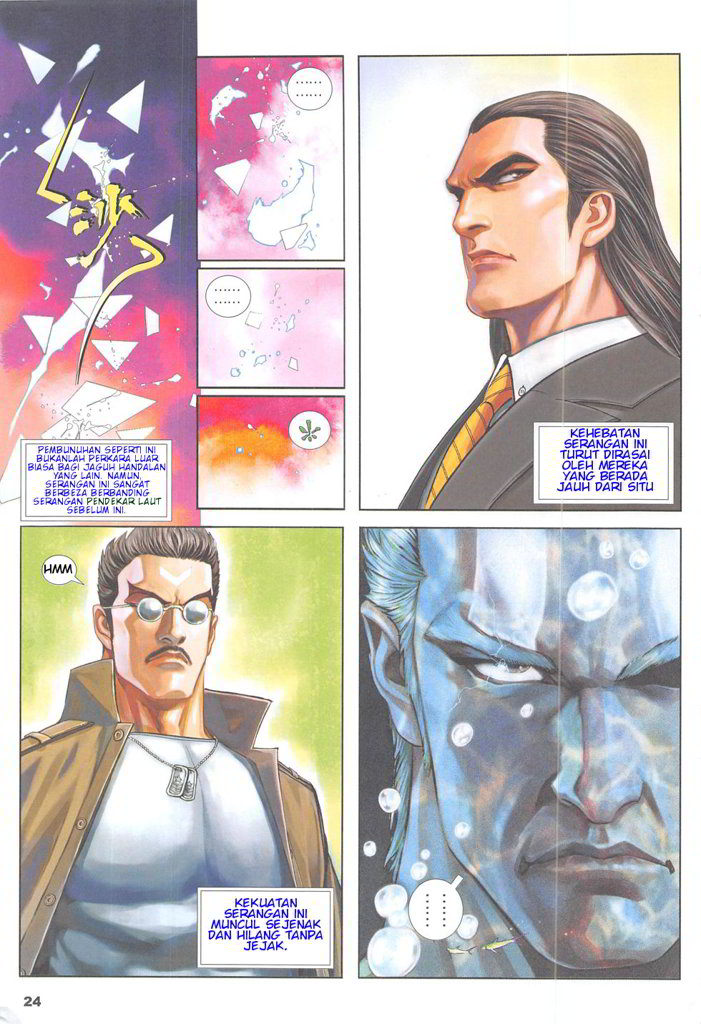 沙
......
......
*
PEMBUNUHAN SEPERTI INI
BUKANLAH PERKARA LUAR
BIASA BAGI JAGUH HANDALAN
YANG LAIN. NAMUN,
SERANGAN INI SANGAT
BERBEZA BERBANDING
SERANGAN PENDEKAR LAUT
SEBELUM INI.
KEHEBATAN
SERANGAN INI
TURUT DIRASAI
OLEH MEREKA
YANG BERADA
JAUH DARI SITU
HMM
KEKUATAN
SERANGAN INI
MUNCUL SEJENAK
DAN HILANG TANPA
JEJAK.
......
24